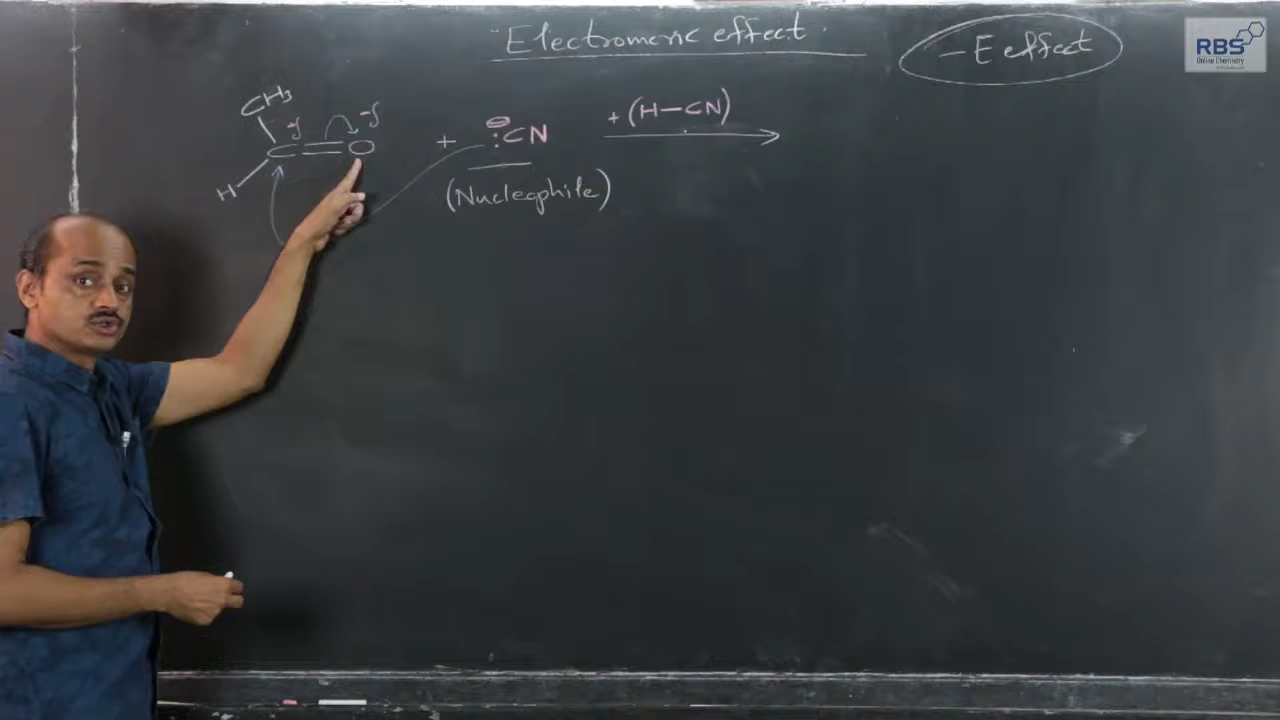 Electromeric effect
- E effect
RBS
Online Chemistry
CH₃
C = O
H
+ :CN
⊖
+ (H—CN)
(Nucleophile)